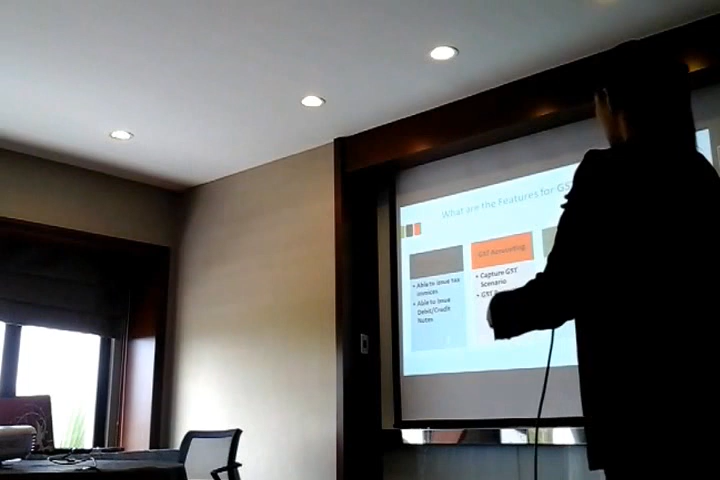 What are the Features for GS
GST Accounting
• Able to issue tax
invoices
• Able to issue
Debit/Credit
Notes
• Capture GST
Scenario
• GST